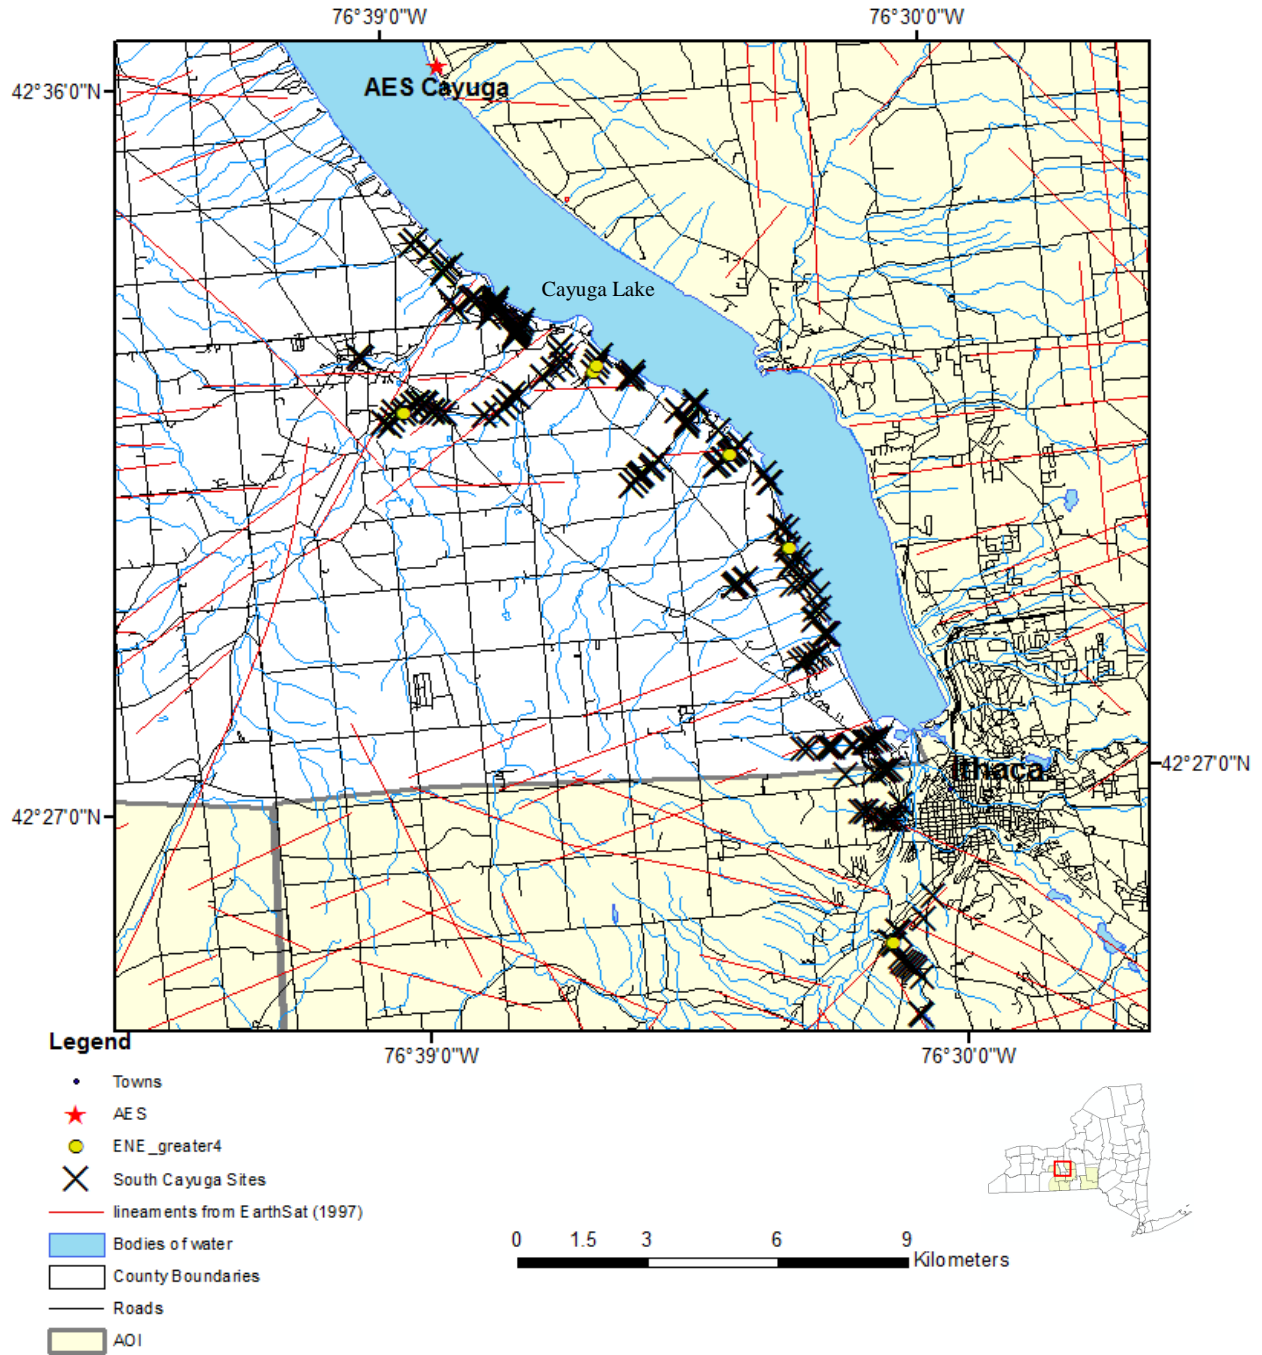 76°39'0"W 76°30'0"W
42°36'0"N
AES Cayuga
Cayuga Lake
Ithaca
42°27'0"N
42°27'0"N
76°39'0"W 76°30'0"W
Legend
Towns
AES
ENE_greater4
South Cayuga Sites
lineaments from EarthSat (1997)
Bodies of water
County Boundaries
Roads
AOI
0 1.5 3 6 9
Kilometers